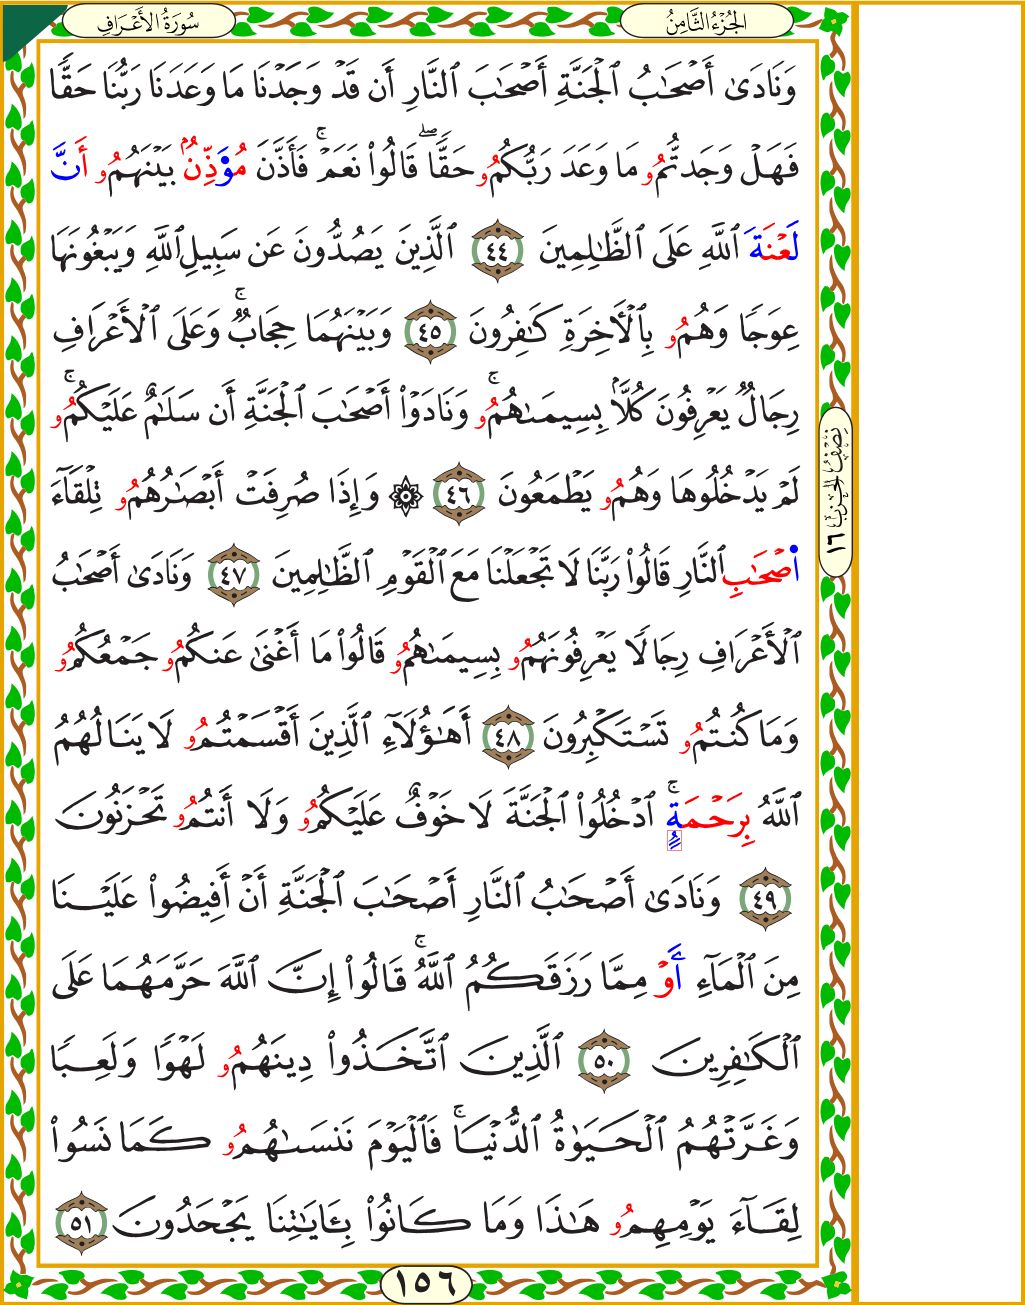 سُورَةُ الأَعْرَافِ
الجُزْءُ الثَّامِنُ
وَنَادَىٰ أَصْحَٰبُ ٱلْجَنَّةِ أَصْحَٰبَ ٱلنَّارِ أَن قَدْ وَجَدْنَا مَا وَعَدَنَا رَبُّنَا حَقًّا
فَهَلْ وَجَدتُّمُۥ مَا وَعَدَ رَبُّكُمُۥ حَقًّاۖ قَالُوا۟ نَعَمْۚ فَأَذَّنَ مُؤَذِّنٌۢ بَيْنَهُمُۥ أَنَّ
لَعْنَةَ ٱللَّهِ عَلَى ٱلظَّٰلِمِينَ ٤٤ ٱلَّذِينَ يَصُدُّونَ عَن سَبِيلِ ٱللَّهِ وَيَبْغُونَهَا
عِوَجًا وَهُمُۥ بِٱلْأَخِرَةِ كَٰفِرُونَ ٤٥ وَبَيْنَهُمَا حِجَابٌۚ وَعَلَى ٱلْأَعْرَافِ
رِجَالٌ يَعْرِفُونَ كُلًّۢا بِسِيمَىٰهُمُۥۚ وَنَادَوْا۟ أَصْحَٰبَ ٱلْجَنَّةِ أَن سَلَٰمٌ عَلَيْكُمُۥۚ
لَمْ يَدْخُلُوهَا وَهُمُۥ يَطْمَعُونَ ٤٦ ۞ وَإِذَا صُرِفَتْ أَبْصَٰرُهُمُۥ تِلْقَآءَ
ا۬صْحَٰبِ ٱلنَّارِ قَالُوا۟ رَبَّنَا لَا تَجْعَلْنَا مَعَ ٱلْقَوْمِ ٱلظَّٰلِمِينَ ٤٧ وَنَادَىٰ أَصْحَٰبُ
ٱلْأَعْرَافِ رِجَالًا يَعْرِفُونَهُمُۥ بِسِيمَىٰهُمُۥ قَالُوا۟ مَا أَغْنَىٰ عَنكُمُۥ جَمْعُكُمُۥ
وَمَا كُنتُمُۥ تَسْتَكْبِرُونَ ٤٨ أَهَٰؤُلَآءِ ٱلَّذِينَ أَقْسَمْتُمُۥ لَا يَنَالُهُمُ
ٱللَّهُ بِرَحْمَةٍۚ ٱدْخُلُوا۟ ٱلْجَنَّةَ لَا خَوْفٌ عَلَيْكُمُۥ وَلَا أَنتُمُۥ تَحْزَنُونَ
٤٩ وَنَادَىٰ أَصْحَٰبُ ٱلنَّارِ أَصْحَٰبَ ٱلْجَنَّةِ أَنْ أَفِيضُوا۟ عَلَيْنَا
مِنَ ٱلْمَآءِ أَوْ مِمَّا رَزَقَكُمُ ٱللَّهُۚ قَالُوا۟ إِنَّ ٱللَّهَ حَرَّمَهُمَا عَلَى
ٱلْكَٰفِرِينَ ٥٠ ٱلَّذِينَ ٱتَّخَذُوا۟ دِينَهُمُۥ لَهْوًا وَلَعِبًا
وَغَرَّتْهُمُ ٱلْحَيَوٰةُ ٱلدُّنْيَاۚ فَٱلْيَوْمَ نَنسَىٰهُمُۥ كَمَا نَسُوا۟
لِقَآءَ يَوْمِهِمُۥ هَٰذَا وَمَا كَانُوا۟ بِـَٔايَٰتِنَا يَجْحَدُونَ ٥١
نِصْفُ الحِزْبِ ١٦
١٥٦